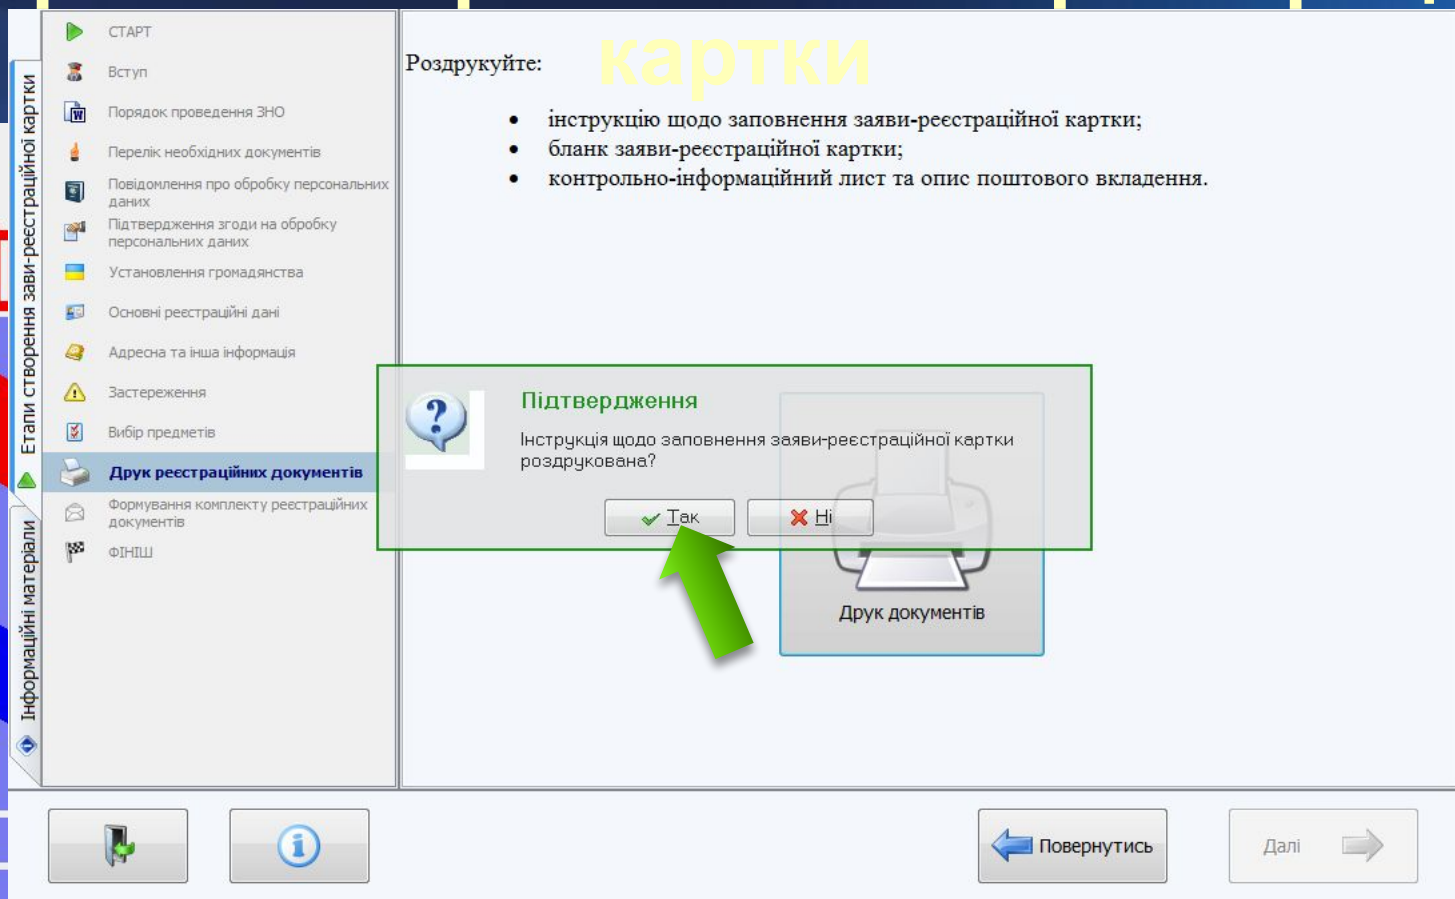 картки
СТАРТ
Вступ
Порядок проведення ЗНО
Перелік необхідних документів
Повідомлення про обробку персональних
даних
Підтвердження згоди на обробку
персональних даних
Установлення громадянства
Основні реєстраційні дані
Адресна та інша інформація
Застереження
Вибір предметів
Друк реєстраційних документів
Формування комплекту реєстраційних
документів
ФІНІШ
Етапи створення зави-реєстраційної картки
Інформаційні матеріали
Роздрукуйте:
• інструкцію щодо заповнення заяви-реєстраційної картки;
• бланк заяви-реєстраційної картки;
• контрольно-інформаційний лист та опис поштового вкладення.
Підтвердження
Інструкція щодо заповнення заяви-реєстраційної картки
роздрукована?
Так
Ні
Друк документів
Повернутись
Далі